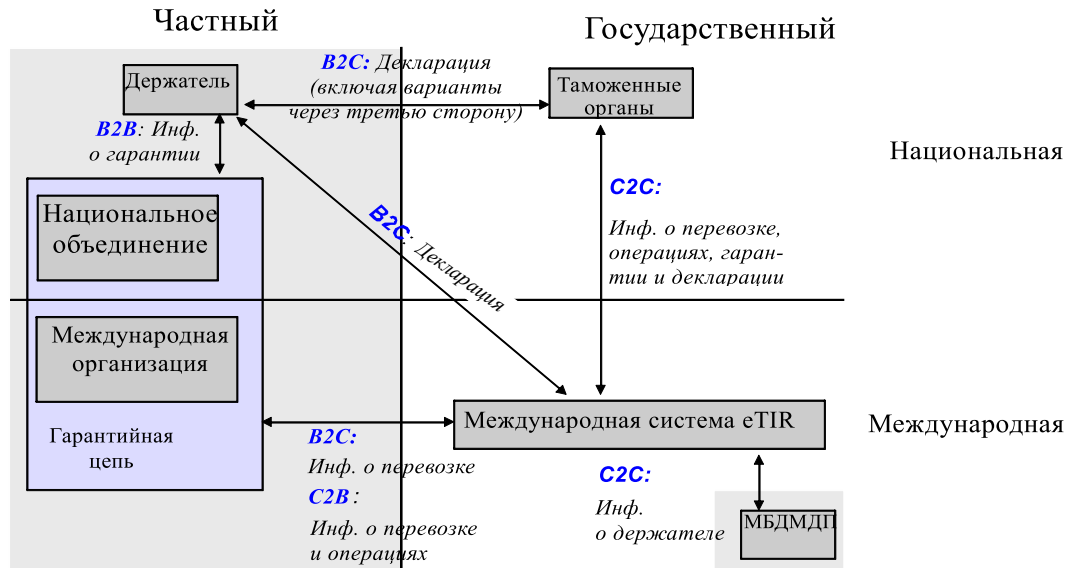 Частный
Государственный
Держатель
B2C: Декларация
(включая варианты
через третью сторону)
Таможенные
органы
B2B: Инф.
о гарантии
Национальная
C2C:
Национальное
объединение
B2C: Декларация
Инф. о перевозке,
операциях, гаран-
тии и декларации
Международная
организация
Гарантийная
цепь
Международная система eTIR
Международная
B2C:
Инф. о перевозке
C2B:
Инф. о перевозке
и операциях
C2C:
Инф.
о держателе
МБДМДП